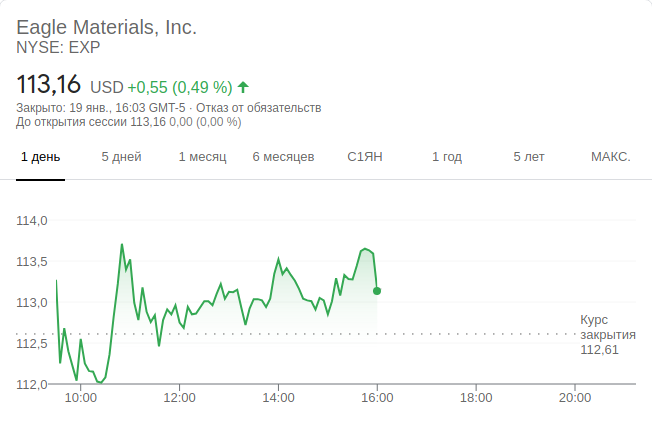 Eagle Materials, Inc.
NYSE: EXP
113,16 USD +0,55 (0,49 %)
Закрыто: 19 янв., 16:03 GMT-5 · Отказ от обязательств
До открытия сессии 113,16 0,00 (0,00 %)
1 день 5 дней 1 месяц 6 месяцев С1ЯН 1 год 5 лет МАКС.
114,0
113,5
113,0
Курс
закрытия
112,61
112,5
112,0
10:00 12:00 14:00 16:00 18:00 20:00